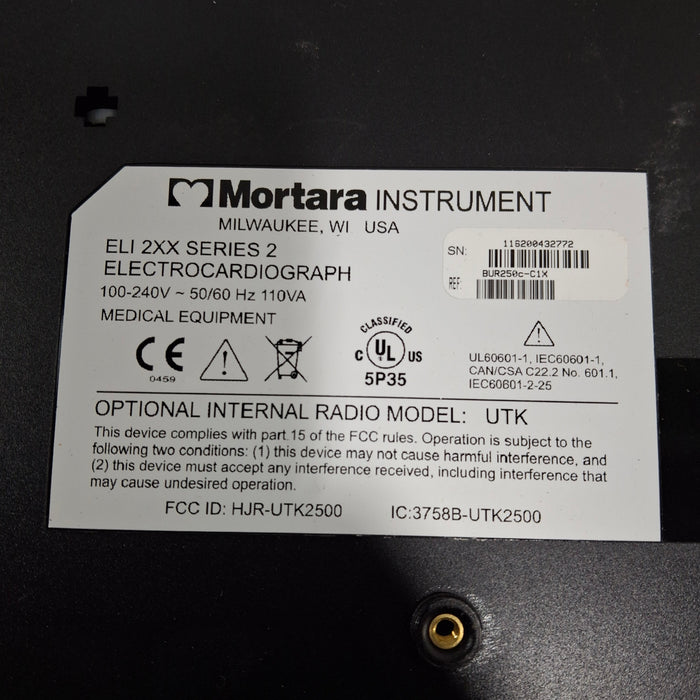 Mortara INSTRUMENT
MILWAUKEE, WI USA
ELI 2XX SERIES 2
ELECTROCARDIOGRAPH
100-240V ~ 50/60 Hz 110VA
MEDICAL EQUIPMENT
SN: 116200432772
REF: BUR250c-C1X
CE
0459
CLASSIFIED
C UL US
5P35
UL60601-1, IEC60601-1,
CAN/CSA C22.2 No. 601.1,
IEC60601-2-25
OPTIONAL INTERNAL RADIO MODEL: UTK
This device complies with part 15 of the FCC rules. Operation is subject to the
following two conditions: (1) this device may not cause harmful interference, and
(2) this device must accept any interference received, including interference that
may cause undesired operation.
FCC ID: HJR-UTK2500 IC:3758B-UTK2500